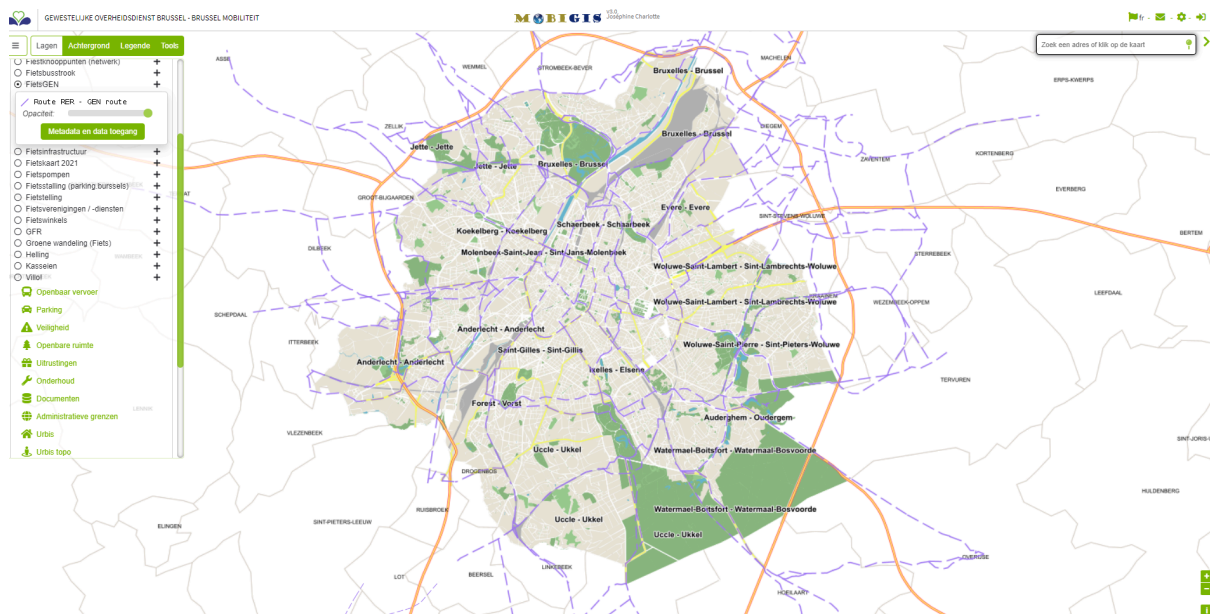 GEWESTELIJKE OVERHEIDSDIENST BRUSSEL - BRUSSEL MOBILITEIT
MOBIGIS
v3.0
Joséphine Charlotte
fr
Lagen Achtergrond Legende Tools
Zoek een adres of klik op de kaart
Fietsknooppunten (netwerk) +
Fietsbusstrook +
FietsGEN +
Route RER - GEN route
Opaciteit:
Metadata en data toegang
Fietsinfrastructuur +
Fietskaart 2021 +
Fietspompen +
Fietsstalling (parking.burssels) +
Fietstelling +
Fietsverenigingen / -diensten +
Fietswinkels +
GFR +
Groene wandeling (Fiets) +
Helling +
Kasseien +
Villo! +
Openbaar vervoer
Parking
Veiligheid
Openbare ruimte
Uitrustingen
Onderhoud
Documenten
Administratieve grenzen
Urbis
Urbis topo
ASSE
WEMMEL
STROMBEEK-BEVER
Bruxelles - Brussel
MACHELEN
ERPS-KWERPS
ZELLIK
Bruxelles - Brussel
DIEGEM
Jette - Jette
Jette - Jette
Bruxelles - Brussel
ZAVENTEM
KORTENBERG
GROOT-BIJGAARDEN
EVERBERG
Evere - Evere
SINT-STEVENS-WOLUWE
Koekelberg - Koekelberg
Schaerbeek - Schaarbeek
BERTEM
DILBEEK
Molenbeek-Saint-Jean - Sint-Jans-Molenbeek
STERREBEEK
Woluwe-Saint-Lambert - Sint-Lambrechts-Woluwe
LEEFDAAL
KRAAINEM
Woluwe-Saint-Lambert - Sint-Lambrechts-Woluwe
WEZEMBEEK-OPPEM
SCHEPDAAL
Anderlecht - Anderlecht
ITTERBEEK
Saint-Gilles - Sint-Gillis
Woluwe-Saint-Pierre - Sint-Pieters-Woluwe
Anderlecht - Anderlecht
Ixelles - Elsene
TERVUREN
Forest - Vorst
LENNIK
Auderghem - Oudergem
VLEZENBEEK
SINT-JORIS-
Uccle - Ukkel
Watermael-Boitsfort - Watermaal-Bosvoorde
DROGENBOS
HULDENBERG
RUISBROEK
Watermael-Boitsfort - Watermaal-Bosvoorde
ELINGEN
SINT-PIETERS-LEEUW
Uccle - Ukkel
Uccle - Ukkel
OVERIJSE
LINKEBEEK
LOT
BEERSEL
HOEILAART